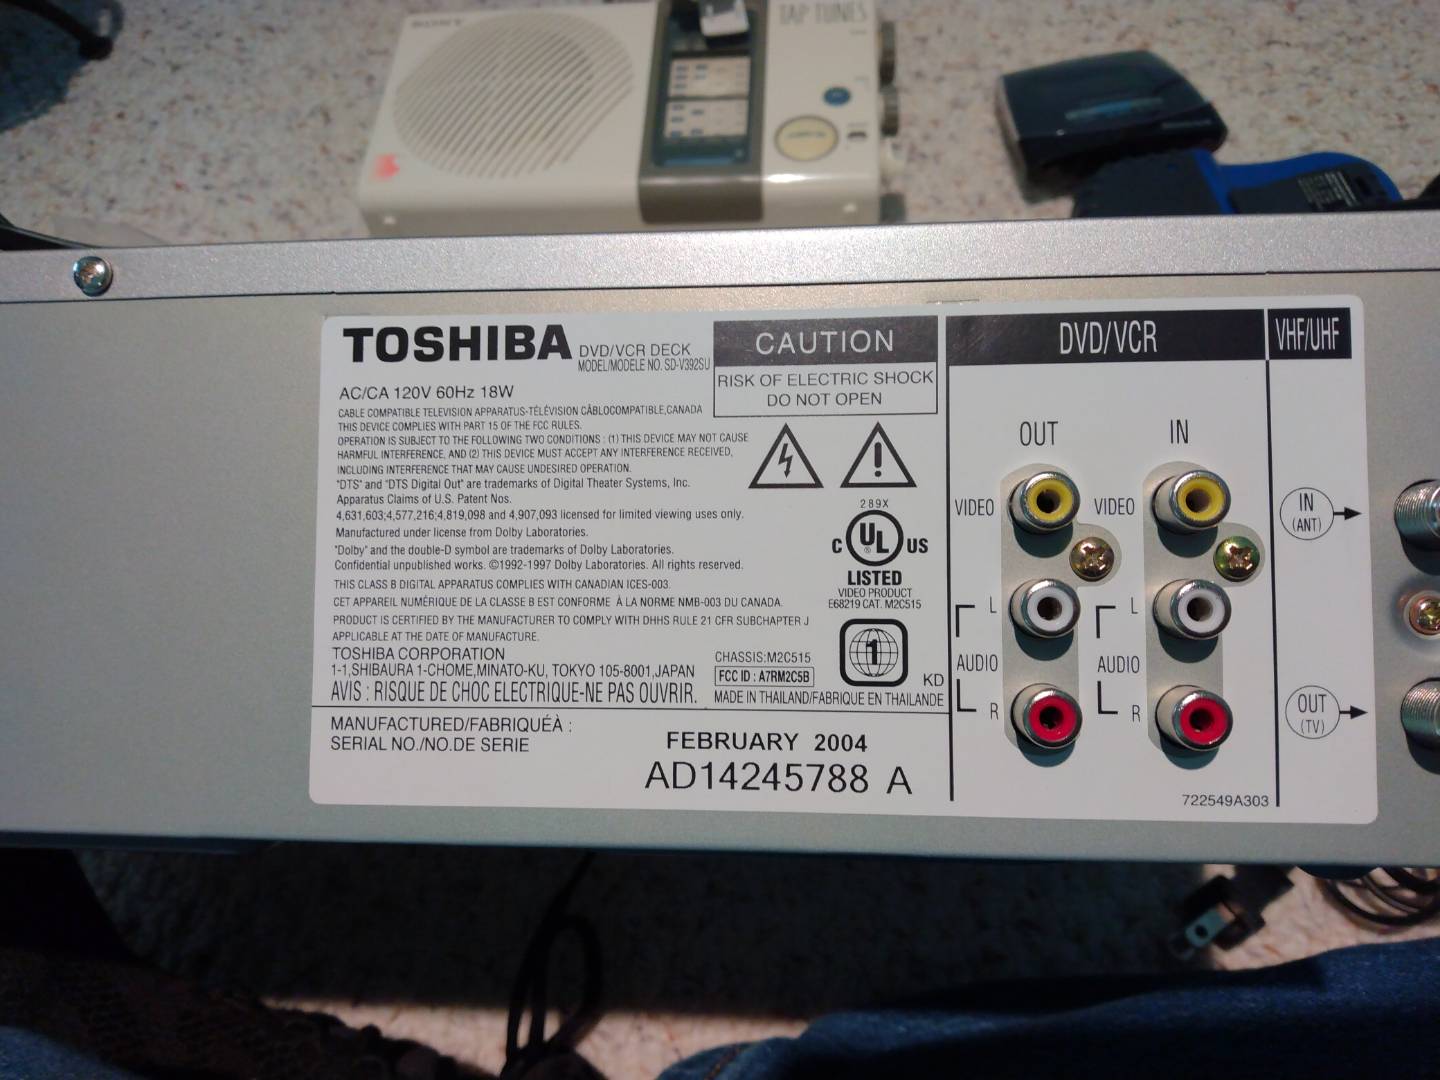 SONY
TAP TUNES
TOSHIBA
DVD/VCR DECK
MODEL/MODELE NO. SD-V392SU
AC/CA 120V 60Hz 18W
CABLE COMPATIBLE TELEVISION APPARATUS-TÉLÉVISION CÂBLOCOMPATIBLE,CANADA
THIS DEVICE COMPLIES WITH PART 15 OF THE FCC RULES.
OPERATION IS SUBJECT TO THE FOLLOWING TWO CONDITIONS : (1) THIS DEVICE MAY NOT CAUSE
HARMFUL INTERFERENCE, AND (2) THIS DEVICE MUST ACCEPT ANY INTERFERENCE RECEIVED,
INCLUDING INTERFERENCE THAT MAY CAUSE UNDESIRED OPERATION.
"DTS" and "DTS Digital Out" are trademarks of Digital Theater Systems, Inc.
Apparatus Claims of U.S. Patent Nos.
4,631,603;4,577,216;4,819,098 and 4,907,093 licensed for limited viewing uses only.
Manufactured under license from Dolby Laboratories.
"Dolby" and the double-D symbol are trademarks of Dolby Laboratories.
Confidential unpublished works. ©1992-1997 Dolby Laboratories. All rights reserved.
THIS CLASS B DIGITAL APPARATUS COMPLIES WITH CANADIAN ICES-003.
CET APPAREIL NUMÉRIQUE DE LA CLASSE B EST CONFORME À LA NORME NMB-003 DU CANADA.
PRODUCT IS CERTIFIED BY THE MANUFACTURER TO COMPLY WITH DHHS RULE 21 CFR SUBCHAPTER J
APPLICABLE AT THE DATE OF MANUFACTURE.
TOSHIBA CORPORATION
1-1,SHIBAURA 1-CHOME,MINATO-KU, TOKYO 105-8001,JAPAN
AVIS : RISQUE DE CHOC ELECTRIQUE-NE PAS OUVRIR.
CAUTION
RISK OF ELECTRIC SHOCK
DO NOT OPEN
289X
C UL US
®
LISTED
VIDEO PRODUCT
E68219 CAT. M2C515
1
KD
CHASSIS:M2C515
FCC ID : A7RM2C5B
MADE IN THAILAND/FABRIQUE EN THAILANDE
MANUFACTURED/FABRIQUÉÀ :
SERIAL NO./NO.DE SERIE
FEBRUARY 2004
AD14245788 A
DVD/VCR
OUT IN
VIDEO VIDEO
L L
AUDIO AUDIO
R R
722549A303
VHF/UHF
IN
(ANT)
OUT
(TV)